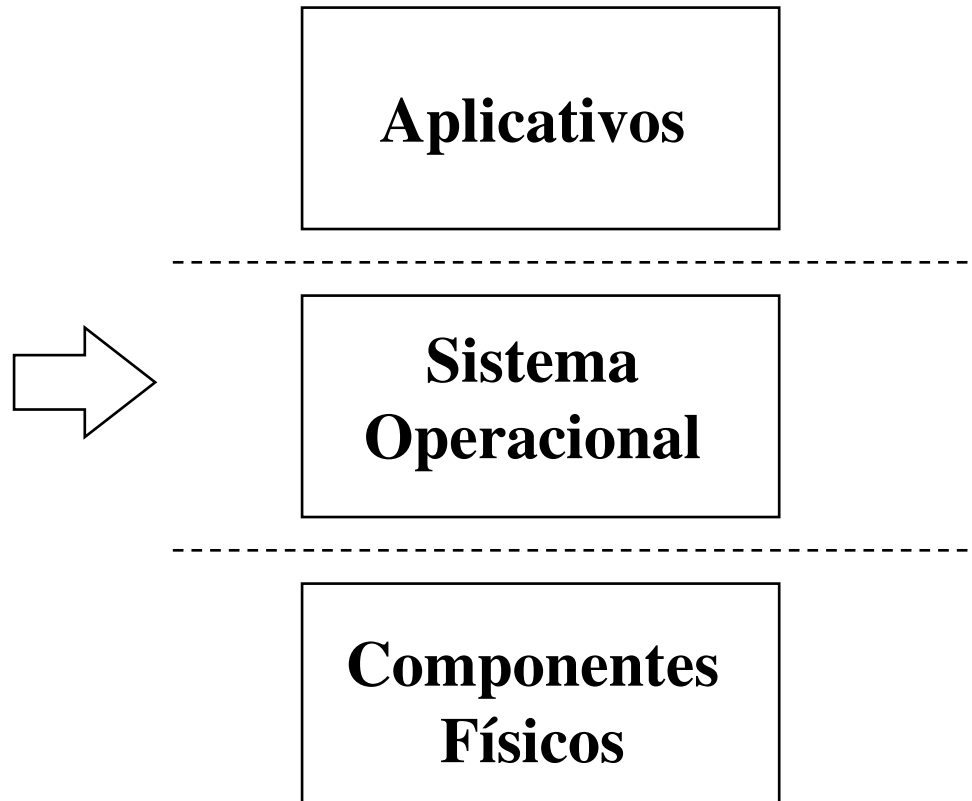 Aplicativos
Sistema
Operacional
Componentes
Físicos